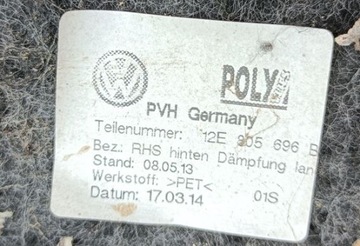 POLY
PVH Germany
Teilenummer: 12E 805 696 B
Bez.: RHS hinten Dämpfung lan
Stand: 08.05.13
Werkstoff: >PET<
Datum: 17.03.14 01S